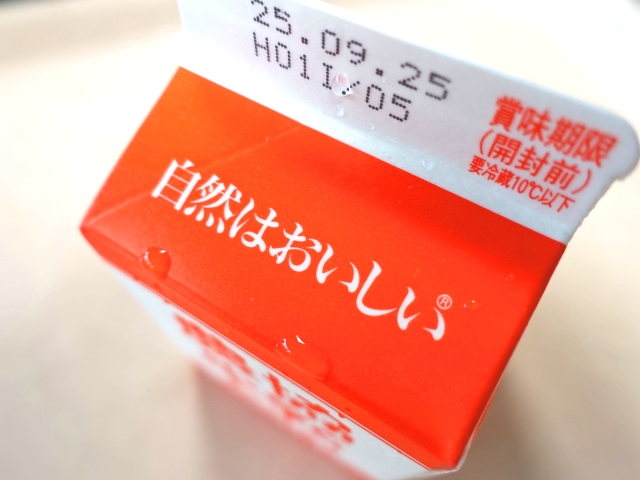 25.09.25
H01I/05
賞味期限
(開封前)
要冷蔵10℃以下
自然はおいしい®